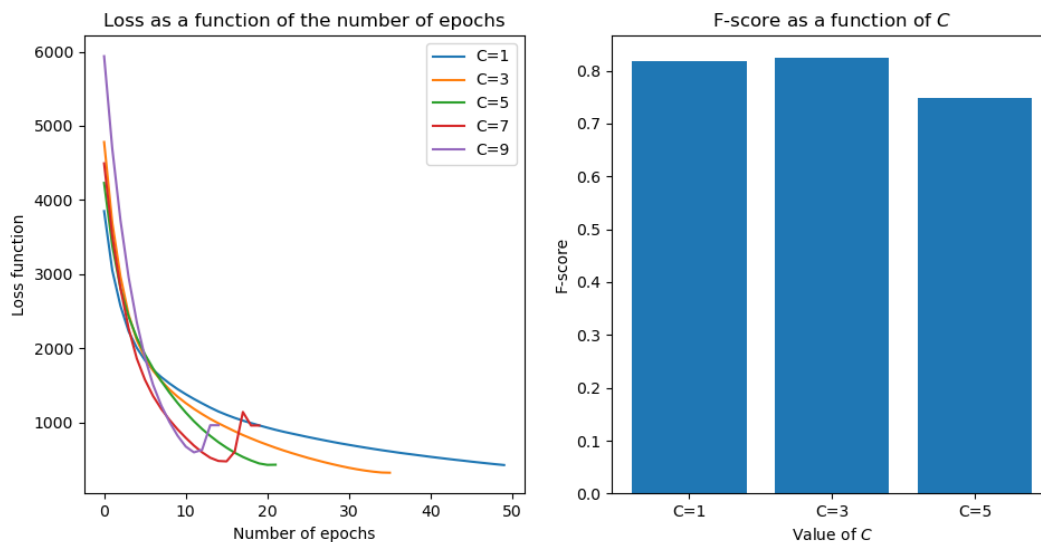 Loss as a function of the number of epochs
6000
5000
4000
3000
2000
1000
Loss function
0
10
20
30
40
50
Number of epochs
C=1
C=3
C=5
C=7
C=9
F-score as a function of C
0.8
0.7
0.6
0.5
0.4
0.3
0.2
0.1
0.0
F-score
C=1
C=3
C=5
Value of C